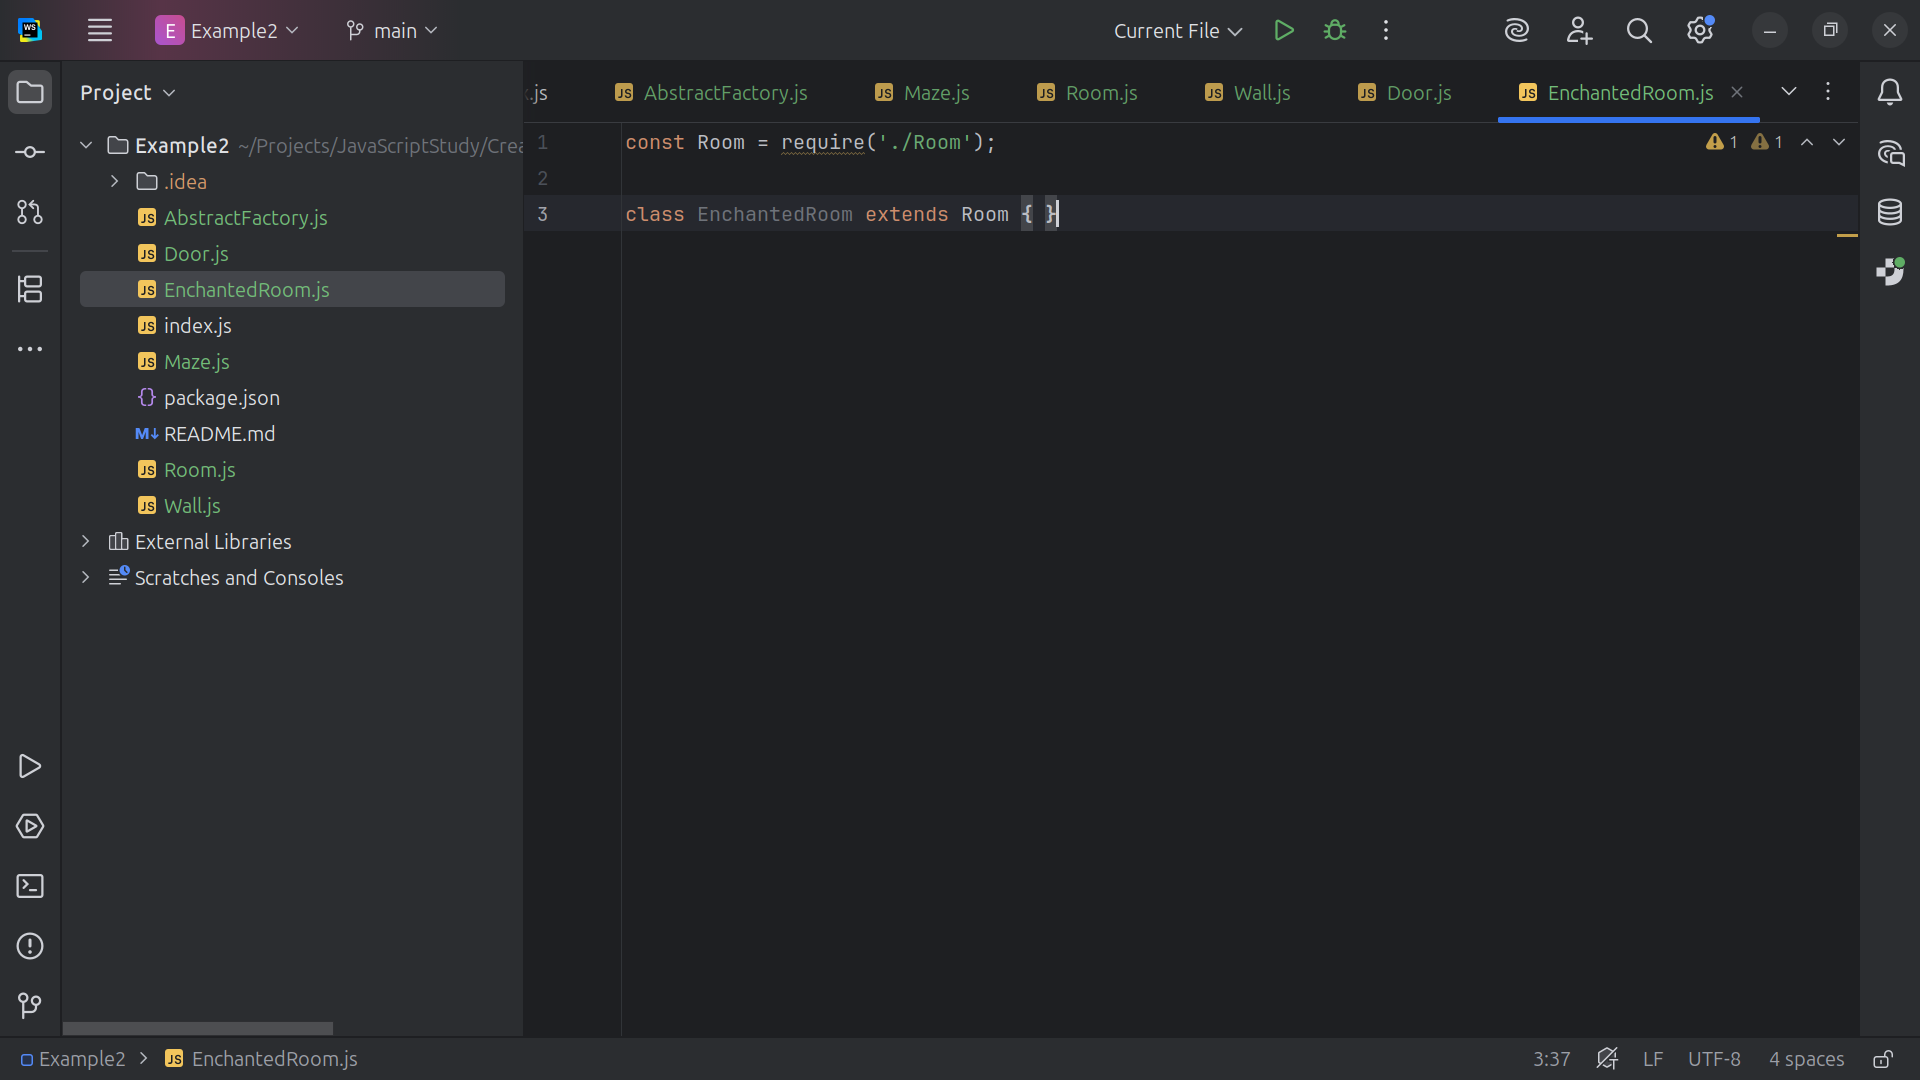 Example2
main
Current File
Project
.js
AbstractFactory.js
Maze.js
Room.js
Wall.js
Door.js
EnchantedRoom.js
Example2 ~/Projects/JavaScriptStudy/Crea
.idea
AbstractFactory.js
Door.js
EnchantedRoom.js
index.js
Maze.js
package.json
README.md
Room.js
Wall.js
External Libraries
Scratches and Consoles
1 const Room = require('./Room');
2
3 class EnchantedRoom extends Room { }
1 1
Example2 > EnchantedRoom.js
3:37 LF UTF-8 4 spaces